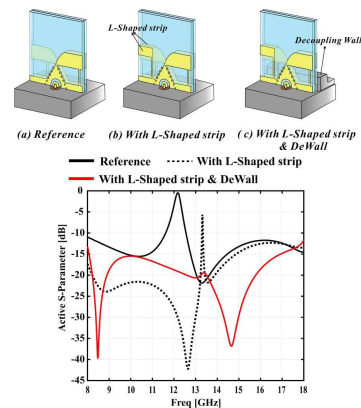 L-Shaped strip
Decoupling Wall
(a) Reference
(b) With L-Shaped strip
(c) With L-Shaped strip
& DeWall
Reference
With L-Shaped strip
With L-Shaped strip & DeWall
Active S-Parameter [dB]
0
-5
-10
-15
-20
-25
-30
-35
-40
-45
8
9
10
11
12
13
14
15
16
17
18
Freq [GHz]